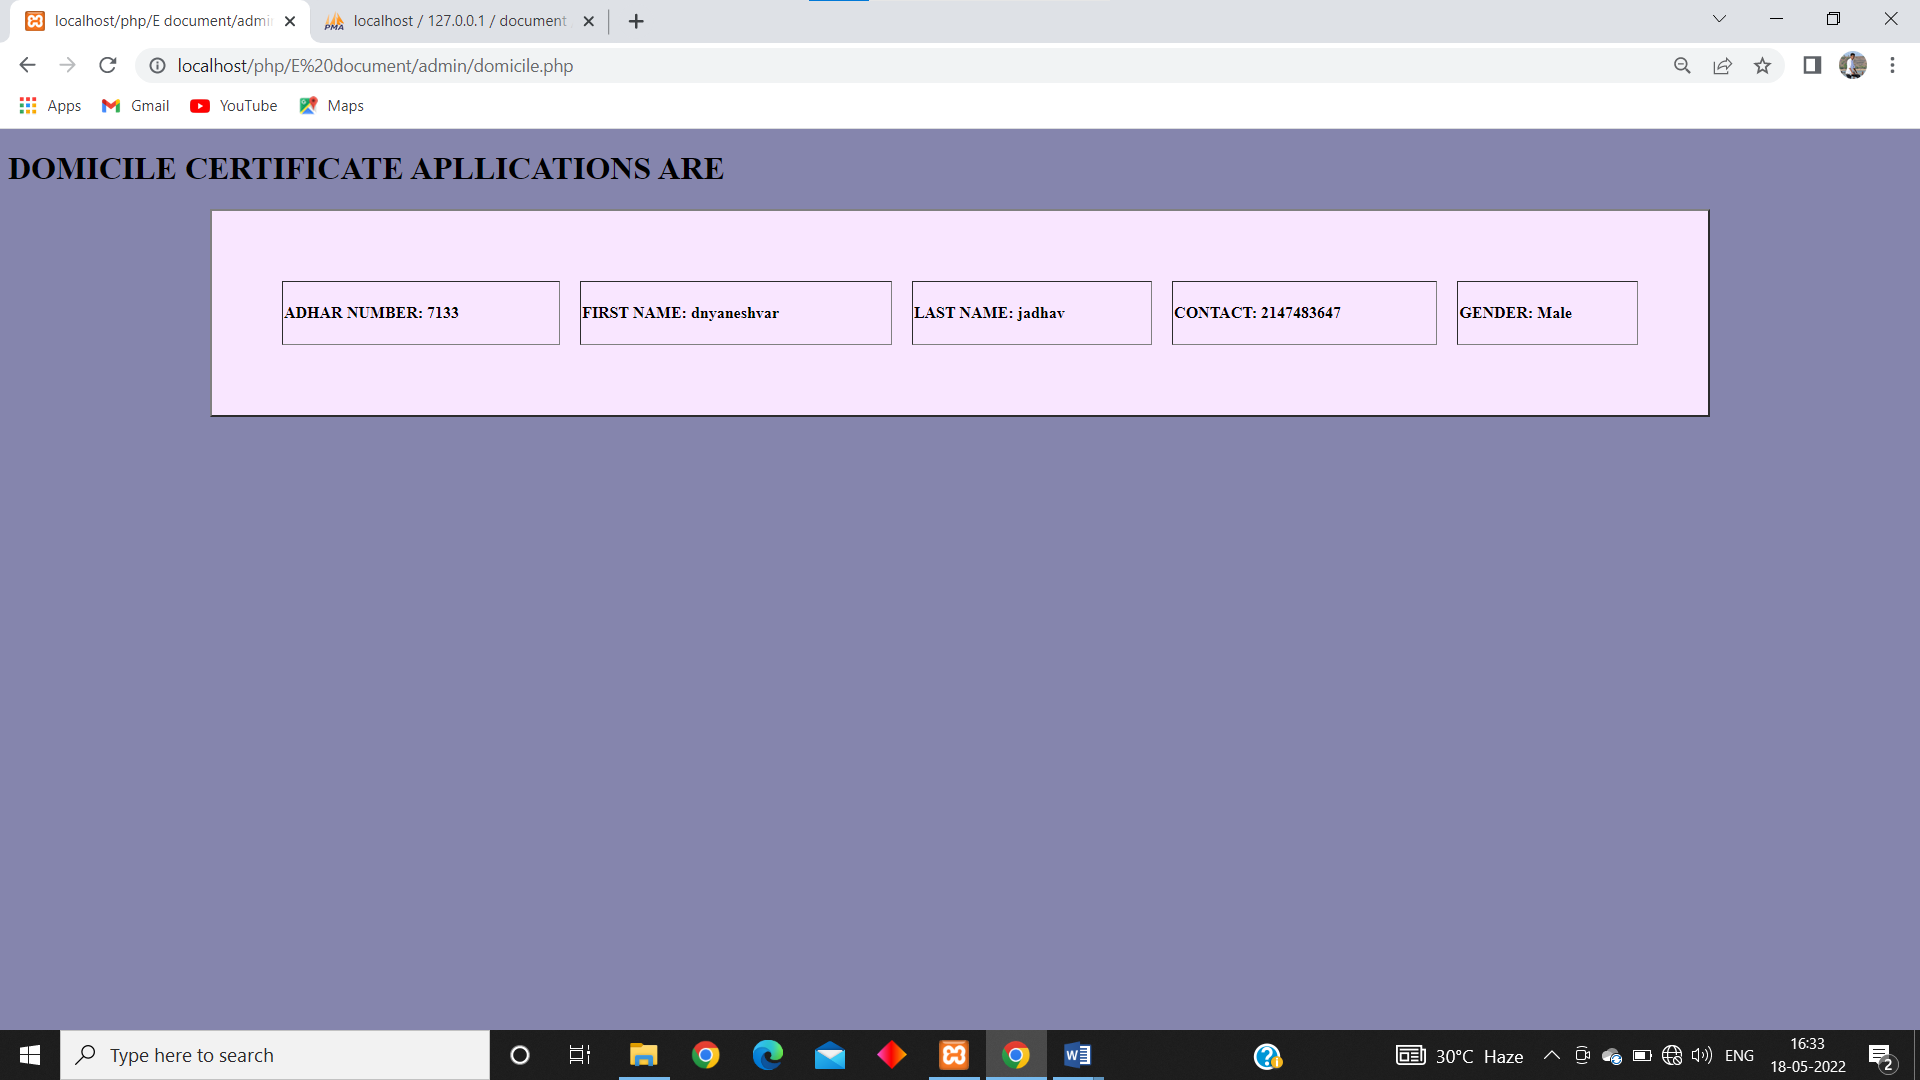 localhost/php/E document/admi
localhost / 127.0.0.1 / document
localhost/php/E%20document/admin/domicile.php
Apps
Gmail
YouTube
Maps
DOMICILE CERTIFICATE APLLICATIONS ARE
ADHAR NUMBER: 7133
FIRST NAME: dnyaneshvar
LAST NAME: jadhav
CONTACT: 2147483647
GENDER: Male
Type here to search
30°C Haze
ENG
16:33
18-05-2022
2